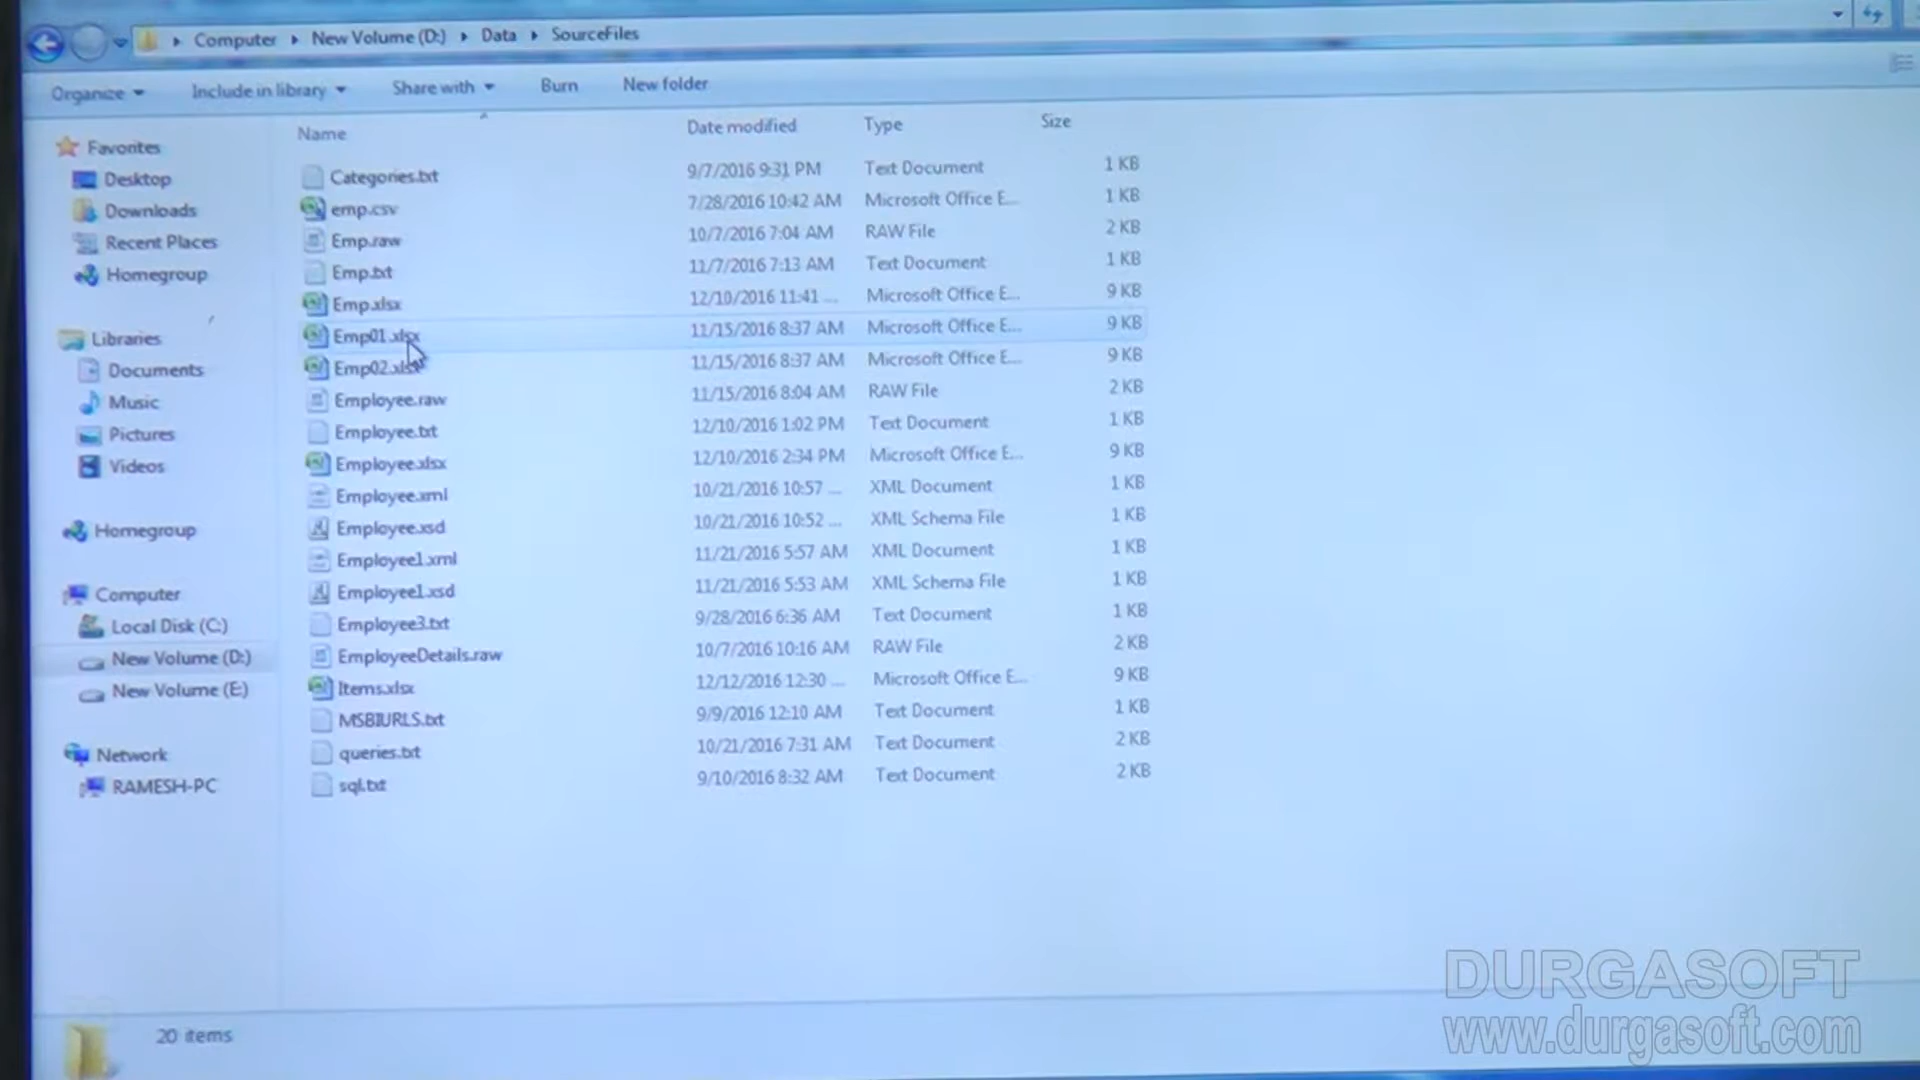 Computer New Volume (D:) Data SourceFiles
Organize Include in library Share with Burn New folder
Name Date modified Type Size
Favorites
Desktop
Downloads
Recent Places
Homegroup
Libraries
Documents
Music
Pictures
Videos
Homegroup
Computer
Local Disk (C:)
New Volume (D:)
New Volume (E:)
Network
RAMESH-PC
Categories.txt 9/7/2016 9:31 PM Text Document 1 KB
emp.csv 7/28/2016 10:42 AM Microsoft Office E... 1 KB
Emp.raw 10/7/2016 7:04 AM RAW File 2 KB
Emp.txt 11/7/2016 7:13 AM Text Document 1 KB
Emp.xlsx 12/10/2016 11:41 ... Microsoft Office E... 9 KB
Emp01.xlsx 11/15/2016 8:37 AM Microsoft Office E... 9 KB
Emp02.xlsx 11/15/2016 8:37 AM Microsoft Office E... 9 KB
Employee.raw 11/15/2016 8:04 AM RAW File 2 KB
Employee.txt 12/10/2016 1:02 PM Text Document 1 KB
Employee.xlsx 12/10/2016 2:34 PM Microsoft Office E... 9 KB
Employee.xml 10/21/2016 10:57 ... XML Document 1 KB
Employee.xsd 10/21/2016 10:52 ... XML Schema File 1 KB
Employee1.xml 11/21/2016 5:57 AM XML Document 1 KB
Employee1.xsd 11/21/2016 5:53 AM XML Schema File 1 KB
Employee3.txt 9/28/2016 6:36 AM Text Document 1 KB
EmployeeDetails.raw 10/7/2016 10:16 AM RAW File 2 KB
Items.xlsx 12/12/2016 12:30 ... Microsoft Office E... 9 KB
MSBIURLS.txt 9/9/2016 12:10 AM Text Document 1 KB
queries.txt 10/21/2016 7:31 AM Text Document 2 KB
sql.txt 9/10/2016 8:32 AM Text Document 2 KB
20 items
DURGASOFT
www.durgasoft.com